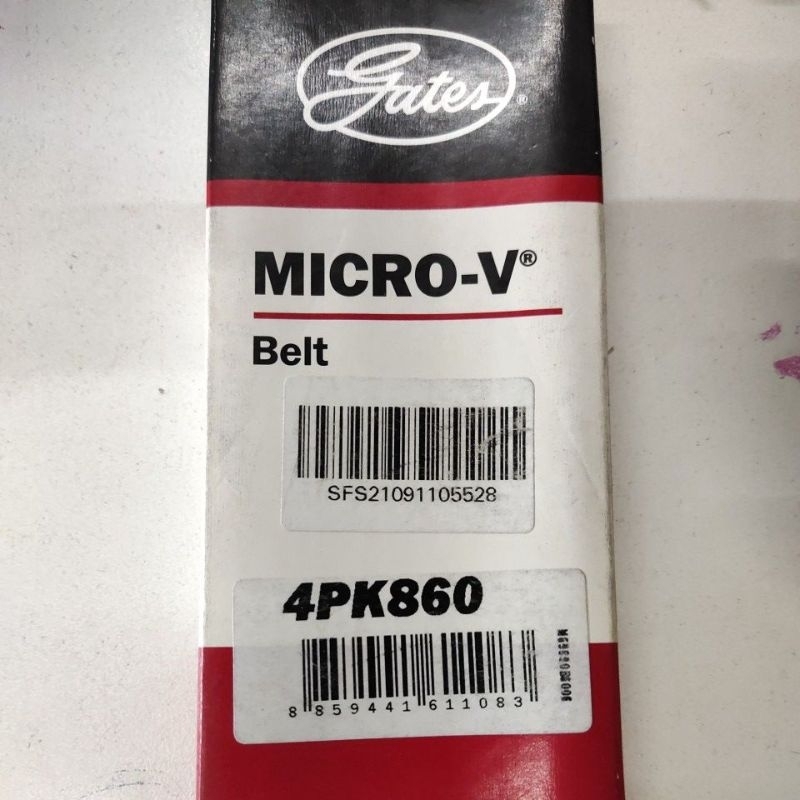 Gates®
MICRO-V®
Belt
SFS21091105528
4PK860
8 859441 611083